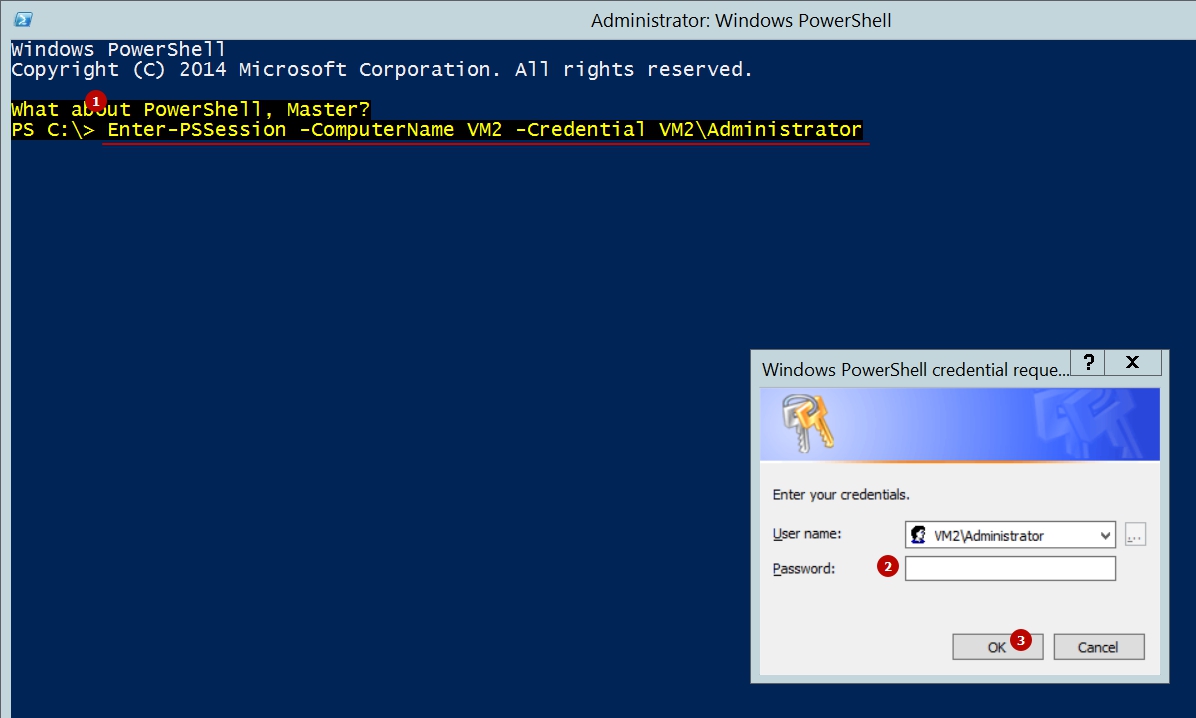 Administrator: Windows PowerShell
Windows PowerShell
Copyright (C) 2014 Microsoft Corporation. All rights reserved.
1
What about PowerShell, Master?
PS C:\> Enter-PSSession -ComputerName VM2 -Credential VM2\Administrator
Windows PowerShell credential reque...
?
X
Enter your credentials.
User name:
VM2\Administrator
...
Password:
2
OK
3
Cancel